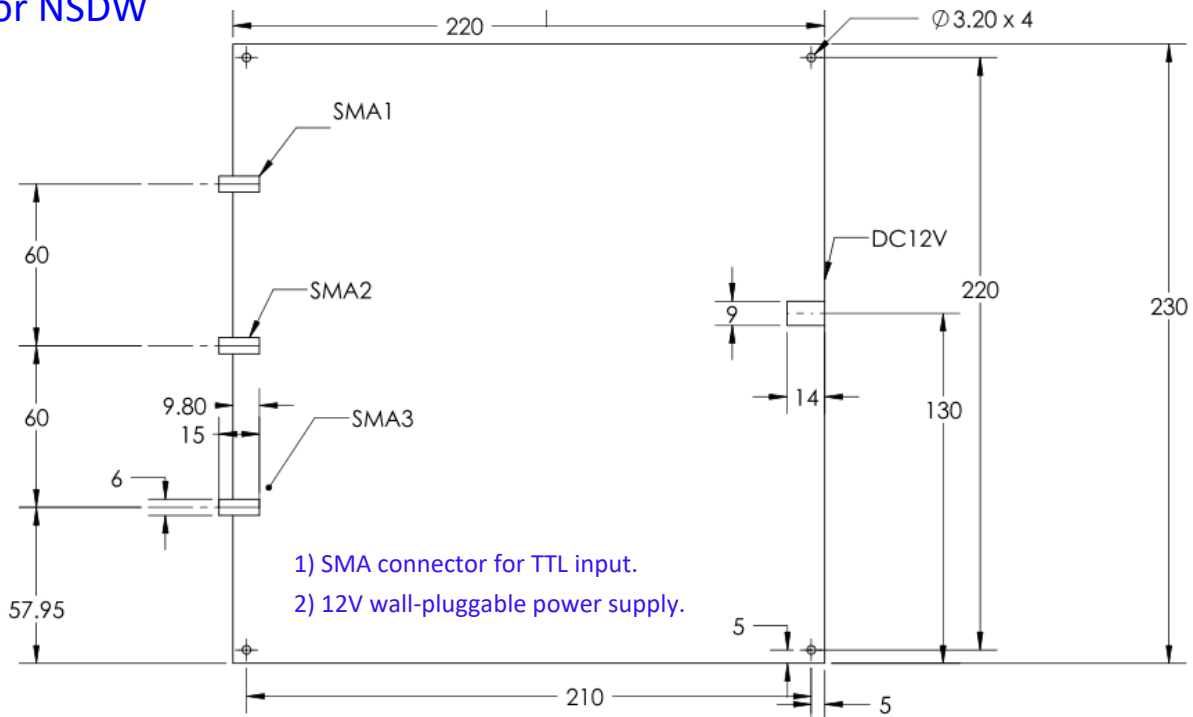 or NSDW
220
Ø3.20 x 4
SMA1
60
DC12V
SMA2
220
230
9
9.80
14
130
60
15
SMA3
6
1) SMA connector for TTL input.
2) 12V wall-pluggable power supply.
57.95
5
210
5